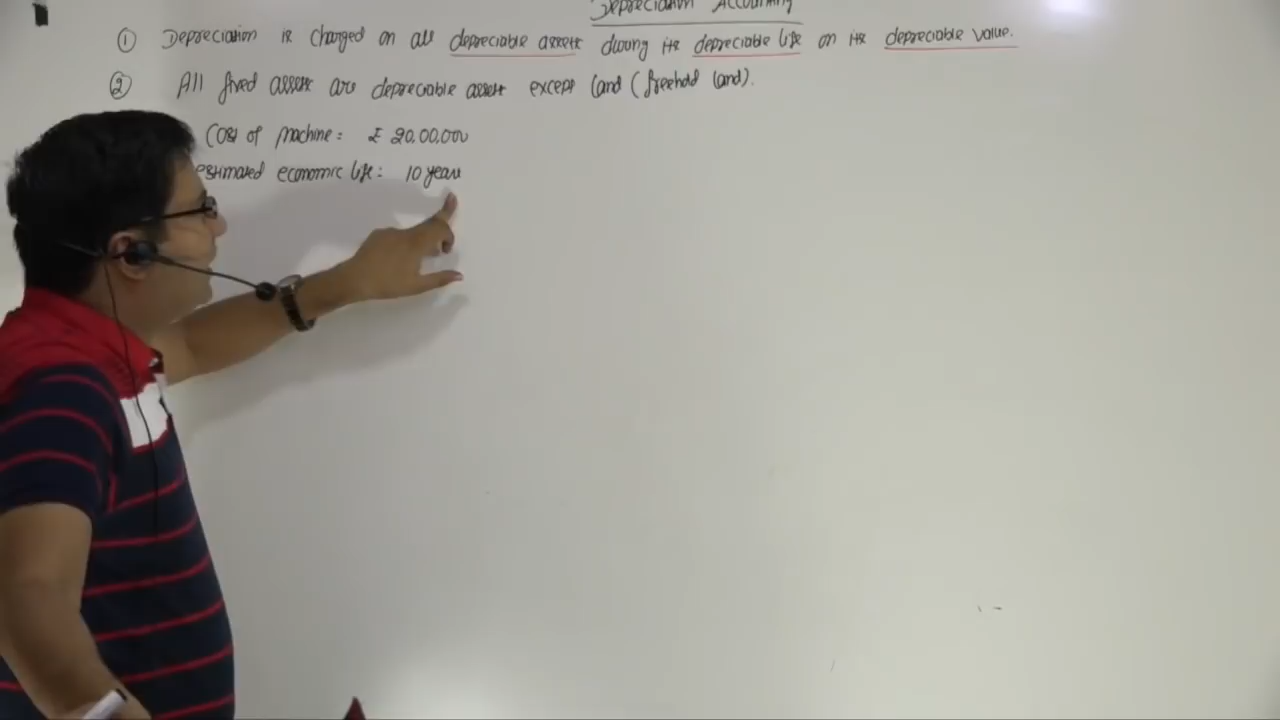 Depreciation Accounting
① Depreciation is charged on all depreciable assets during its depreciable life on its depreciable value.
② All fixed assets are depreciable assets except land (freehold land).
Cost of machine = ₹ 20,00,000
estimated economic life = 10 years